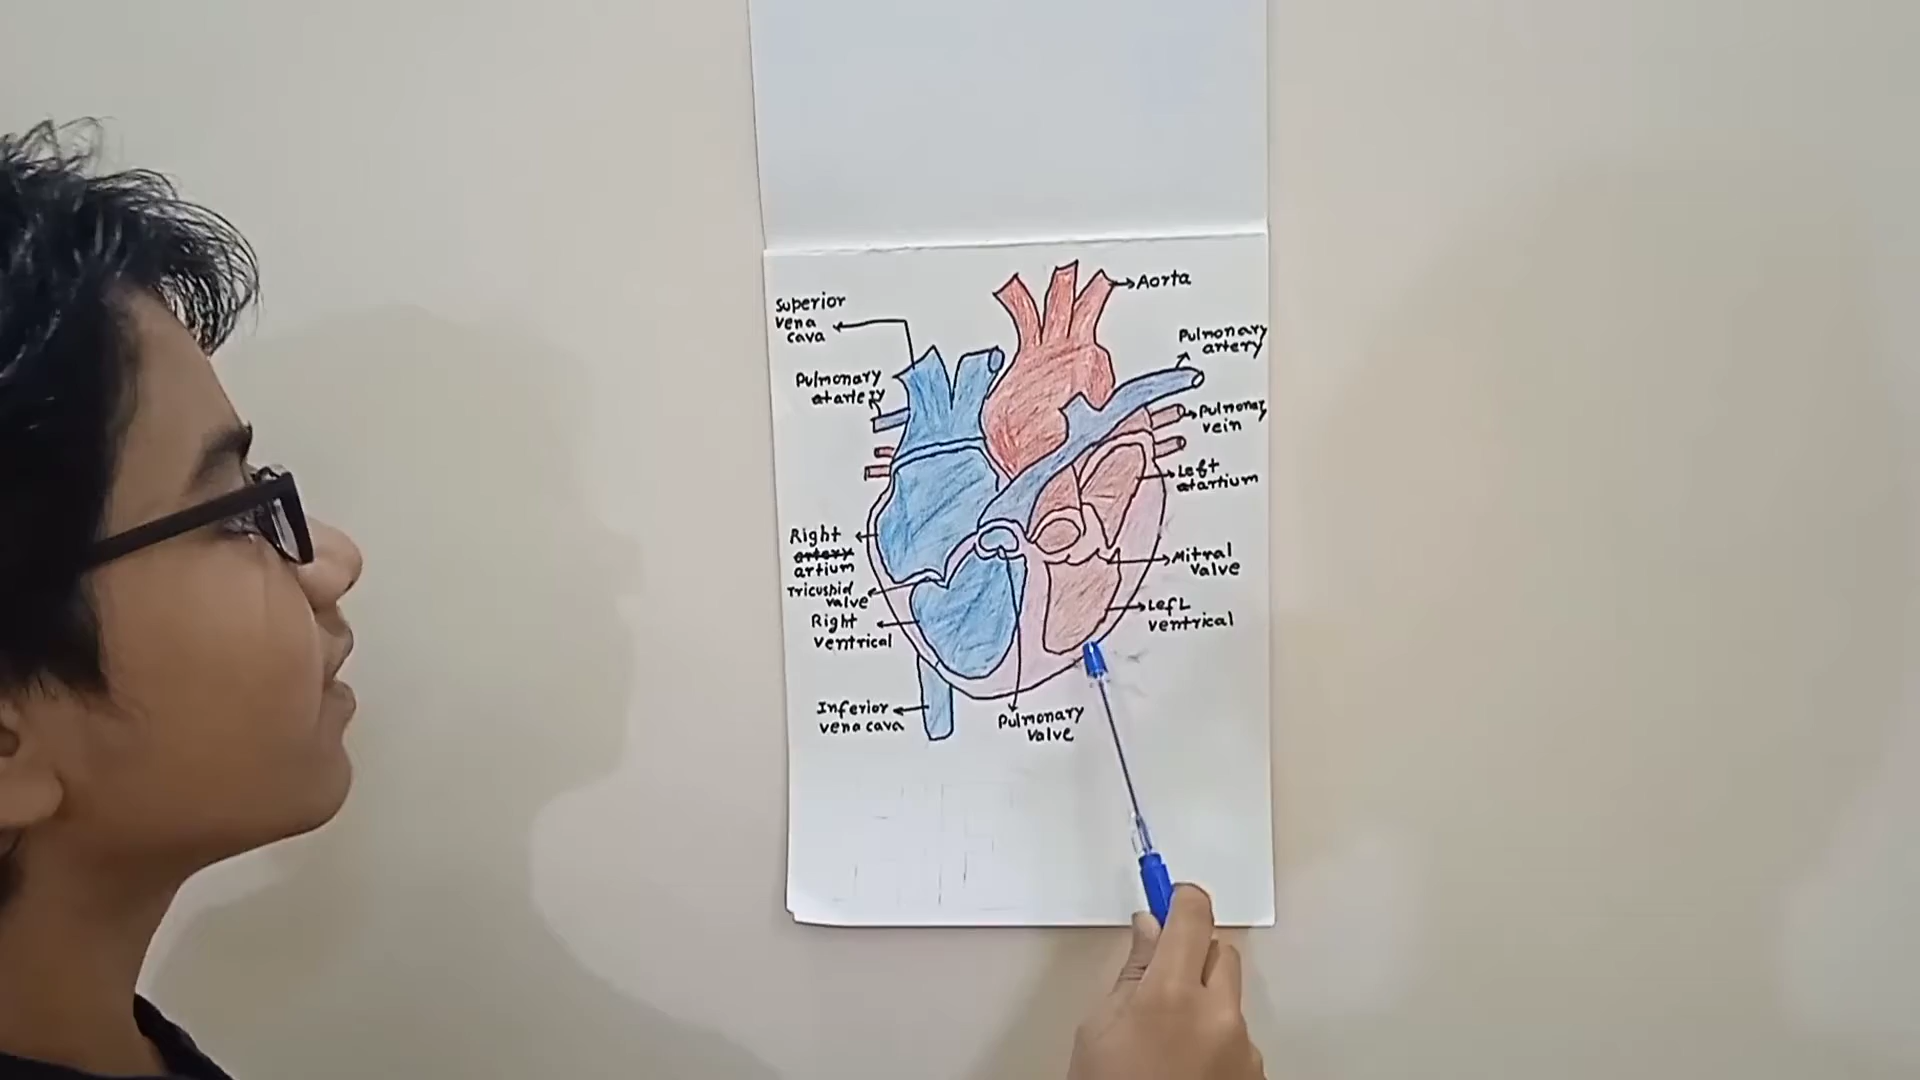 Aorta
Superior
vena
cava
Pulmonary
artery
Pulmonary
atartery
Pulmonary
vein
Left
atartium
Right
artery
artium
Mitral
valve
Tricushid
valve
Left
ventrical
Right
ventrical
Inferior
vena cava
Pulmonary
valve